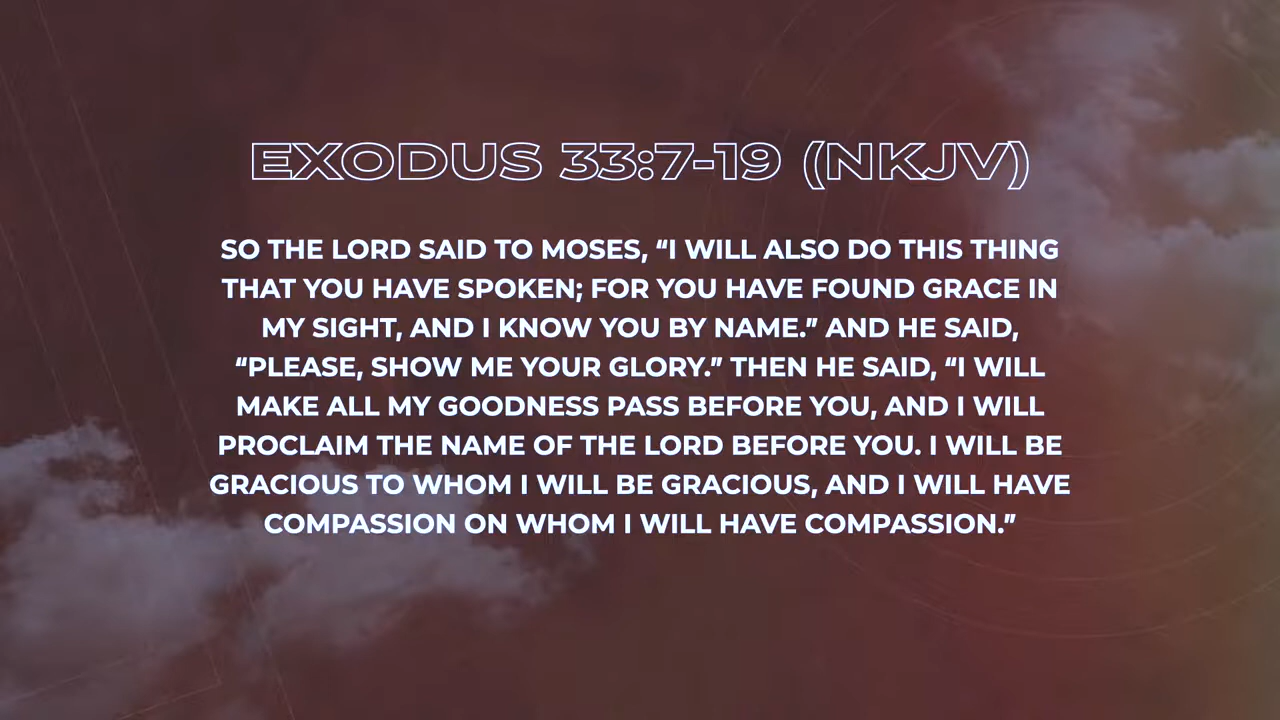 EXODUS 33:7-19 (NKJV)
SO THE LORD SAID TO MOSES, “I WILL ALSO DO THIS THING
THAT YOU HAVE SPOKEN; FOR YOU HAVE FOUND GRACE IN
MY SIGHT, AND I KNOW YOU BY NAME.” AND HE SAID,
“PLEASE, SHOW ME YOUR GLORY.” THEN HE SAID, “I WILL
MAKE ALL MY GOODNESS PASS BEFORE YOU, AND I WILL
PROCLAIM THE NAME OF THE LORD BEFORE YOU. I WILL BE
GRACIOUS TO WHOM I WILL BE GRACIOUS, AND I WILL HAVE
COMPASSION ON WHOM I WILL HAVE COMPASSION.”